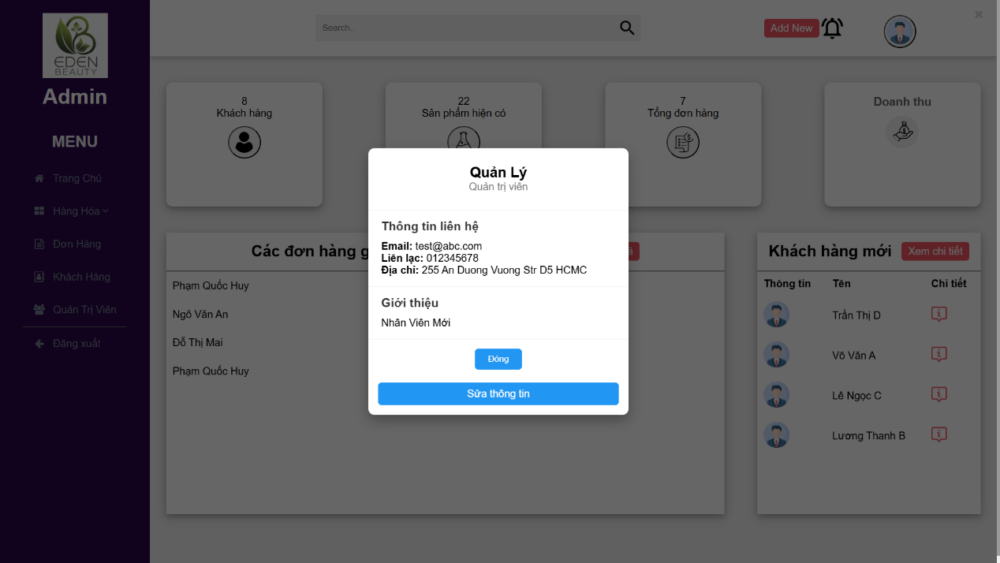 EDEN
BEAUTY
Admin
MENU
Trang Chủ
Hàng Hóa
Đơn Hàng
Khách Hàng
Quản Trị Viên
Đăng xuất
Search..
Add New
8
Khách hàng
22
Sản phẩm hiện có
7
Tổng đơn hàng
Doanh thu
Các đơn hàng g
Phạm Quốc Huy
Ngô Văn An
Đỗ Thị Mai
Phạm Quốc Huy
Quản Lý
Quản trị viên
Thông tin liên hệ
Email: test@abc.com
Liên lạc: 012345678
Địa chỉ: 255 An Duong Vuong Str D5 HCMC
Giới thiệu
Nhân Viên Mới
Đóng
Sửa thông tin
Khách hàng mới
Xem chi tiết
Thông tin Tên Chi tiết
Trần Thị D
Võ Văn A
Lê Ngọc C
Lương Thanh B